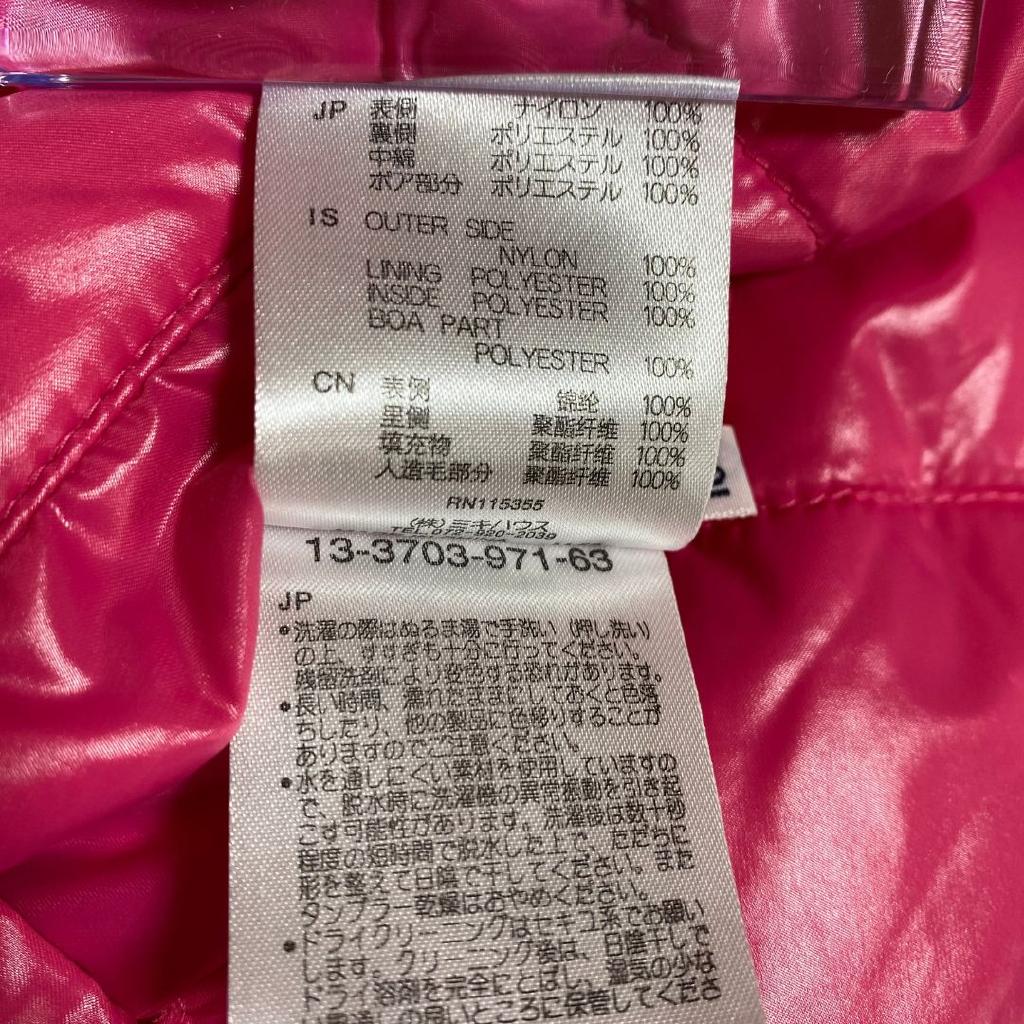 JP 表側 ナイロン 100%
裏側 ポリエステル 100%
中綿 ポリエステル 100%
ボア部分 ポリエステル 100%
IS OUTER SIDE
NYLON 100%
LINING POLYESTER 100%
INSIDE POLYESTER 100%
BOA PART
POLYESTER 100%
CN 表侧 锦纶 100%
里侧 聚酯纤维 100%
填充物 聚酯纤维 100%
人造毛部分 聚酯纤维 100%
RN115355
(株)ミキハウス
TEL 072-920-2039
13-3703-971-63
JP
•洗濯の際はぬるま湯で手洗い(押し洗い)
の上、すすぎも十分に行ってください。
残留洗剤により変色する恐れがあります。
•長い時間、濡れたままにしておくと色落
ちしたり、他の製品に色移りすることが
ありますのでご注意ください。
•水を通しにくい素材を使用していますの
で、脱水時に洗濯機の異常振動を引き起
こす可能性があります。洗濯後は数十秒
程度の短時間で脱水した上で、ただちに
形を整えて日陰で干してください。また
タンブラー乾燥はおやめください。
•ドライクリーニングはセキユ系でお願い
します。クリーニング後は、日陰干しで
ドライ溶剤を完全にとばし、湿気の少な
い風通しの良いところに保管してくださ